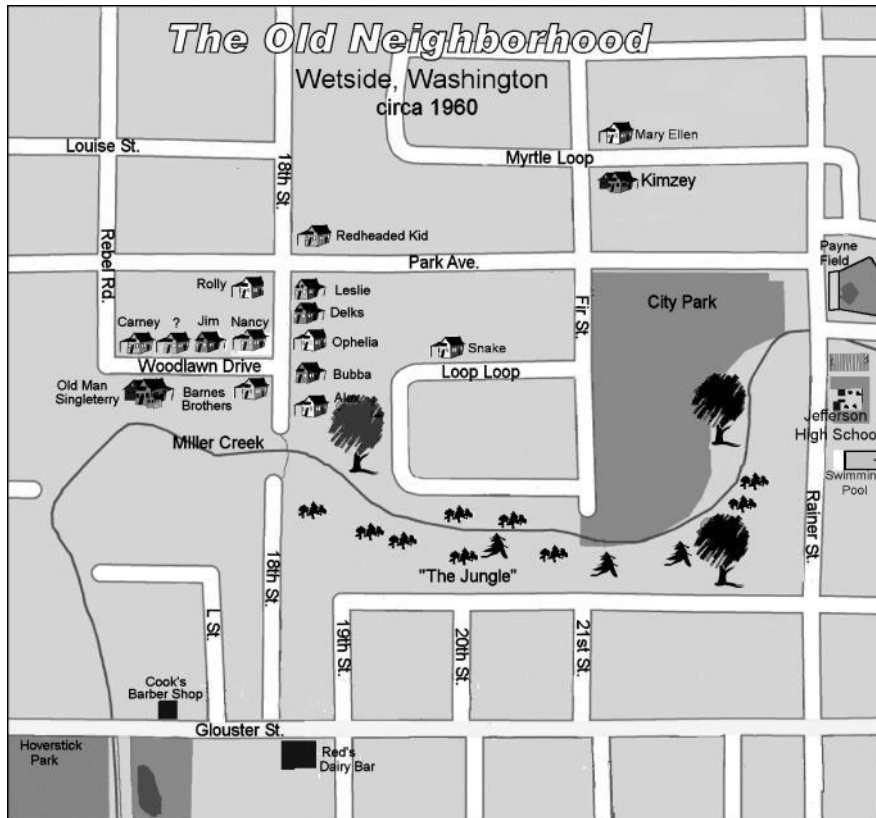 The Old Neighborhood
Wetside, Washington
circa 1960
Mary Ellen
Louise St.
Myrtle Loop
18th St.
Kimzey
Redheaded Kid
Rebel Rd.
Park Ave.
Payne
Field
Rolly
Leslie
Delks
City Park
Fir St.
Carney
?
Jim
Nancy
Ophelia
Snake
Woodlawn Drive
Loop Loop
Old Man
Singleterry
Barnes
Brothers
Bubba
Alex
Jefferson
High School
Miller Creek
Swimmin
Pool
Rainer St.
18th St.
"The Jungle"
L St.
19th St.
20th St.
21st St.
Cook's
Barber Shop
Glouster St.
Hoverstick
Park
Red's
Dairy Bar